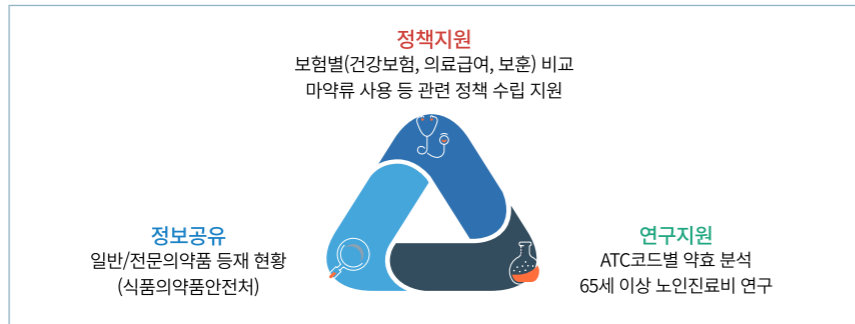 정책지원
보험별(건강보험, 의료급여, 보훈) 비교
마약류 사용 등 관련 정책 수립 지원
정보공유
일반/전문의약품 등재 현황
(식품의약품안전처)
연구지원
ATC코드별 약효 분석
65세 이상 노인진료비 연구